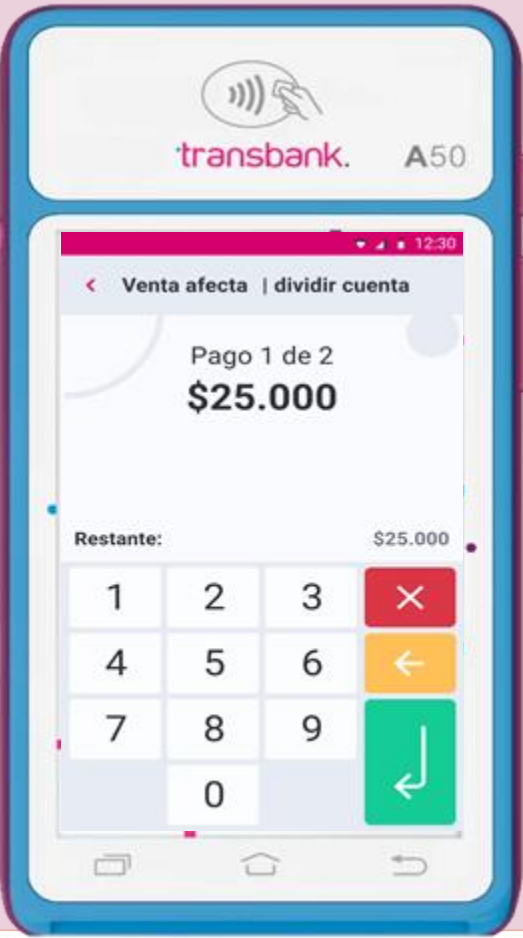 transbank.
A50
12:30
Venta afecta | dividir cuenta
Pago 1 de 2
$25.000
Restante: $25.000
1 2 3
4 5 6
7 8 9
0